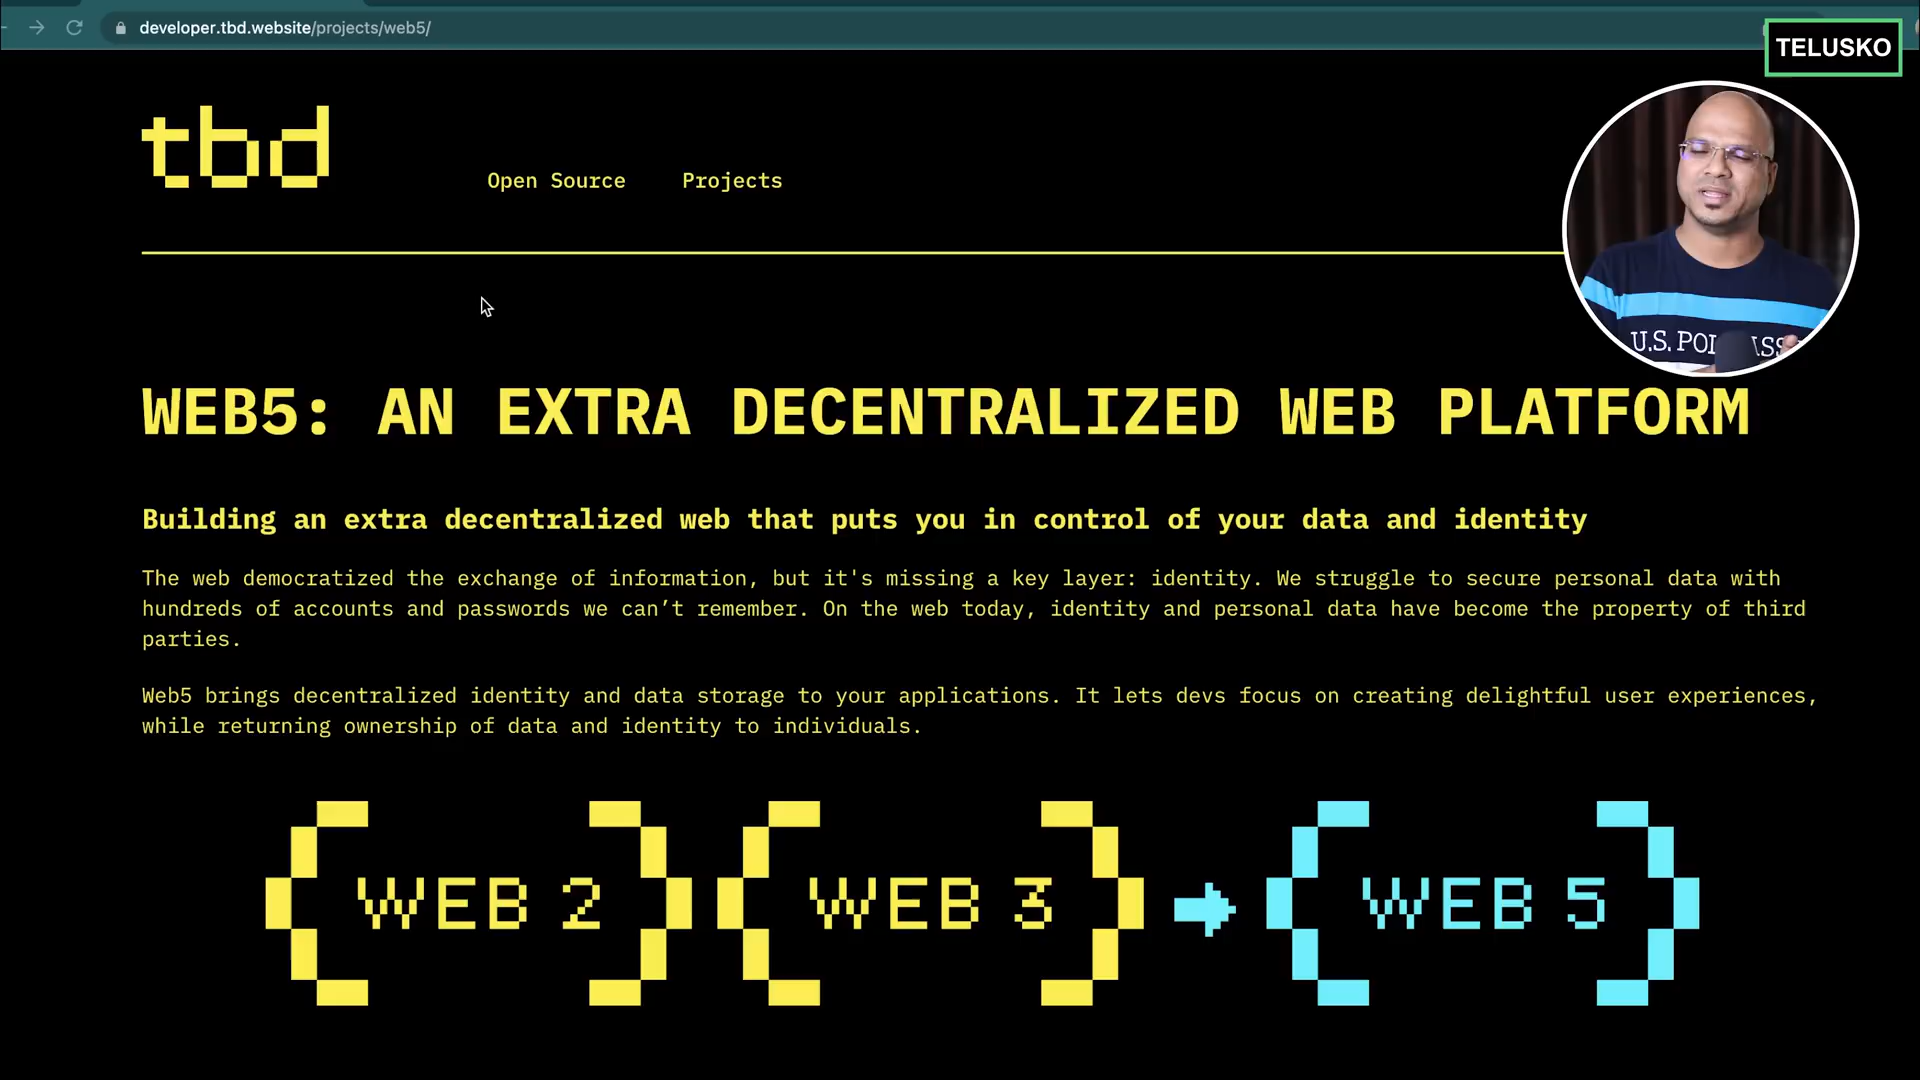 developer.tbd.website/projects/web5/
TELUSKO
tbd
Open Source Projects
U.S. POL ASS
WEB5: AN EXTRA DECENTRALIZED WEB PLATFORM
Building an extra decentralized web that puts you in control of your data and identity
The web democratized the exchange of information, but it's missing a key layer: identity. We struggle to secure personal data with
hundreds of accounts and passwords we can’t remember. On the web today, identity and personal data have become the property of third
parties.
Web5 brings decentralized identity and data storage to your applications. It lets devs focus on creating delightful user experiences,
while returning ownership of data and identity to individuals.
WEB 2 WEB 3 WEB 5